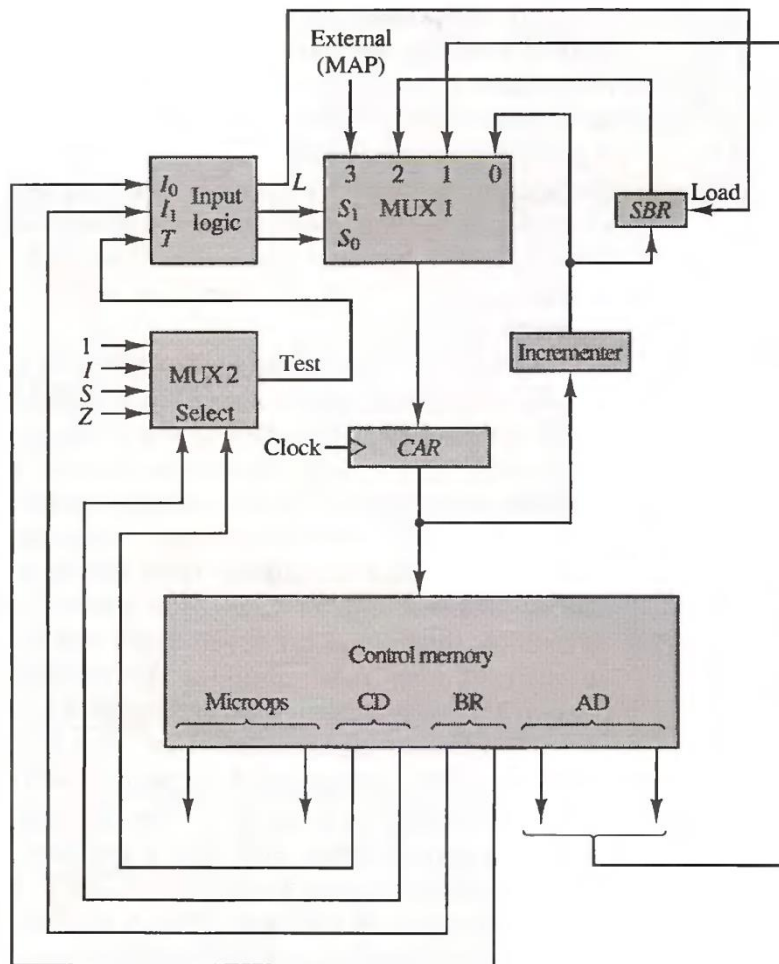 External
(MAP)
3 2 1 0
I₀ Input logic
I₁
T
L
S₁ MUX 1
S₀
SBR
Load
Incrementer
1
I
S
Z
MUX 2
Select
Test
Clock
CAR
Control memory
Microops CD BR AD